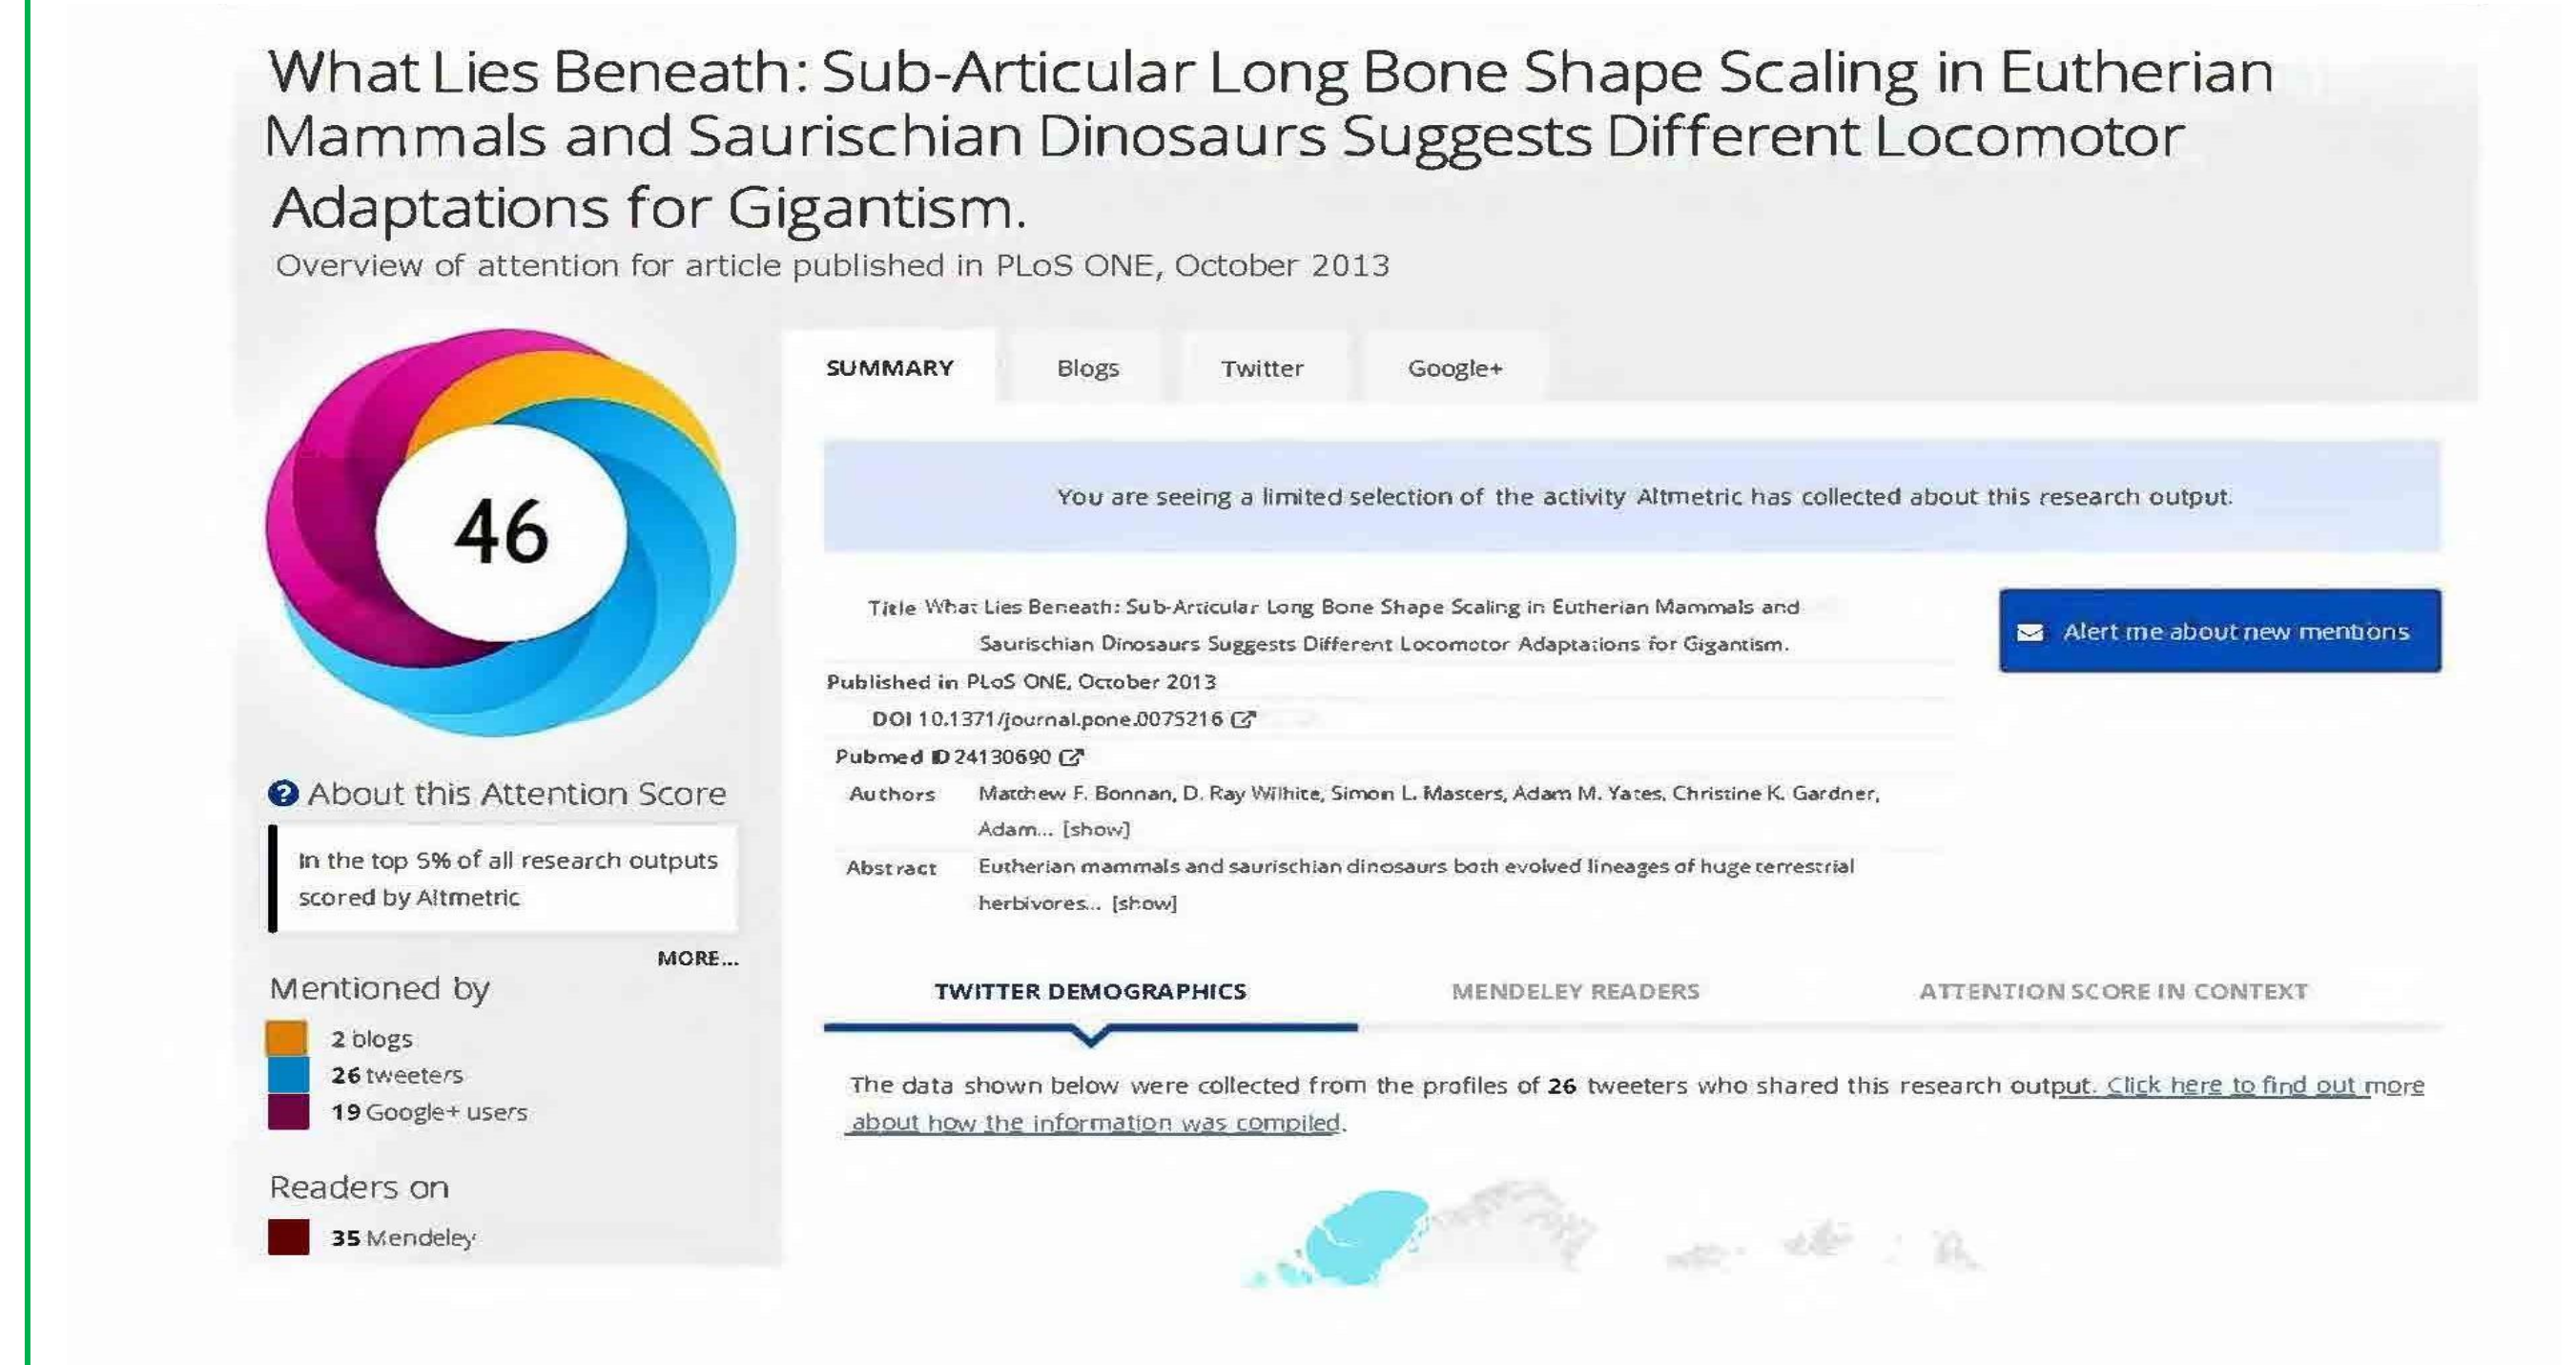 What Lies Beneath: Sub-Articular Long Bone Shape Scaling in Eutherian
Mammals and Saurischian Dinosaurs Suggests Different Locomotor
Adaptations for Gigantism.
Overview of attention for article published in PLoS ONE, October 2013
46
About this Attention Score
In the top 5% of all research outputs
scored by Altmetric
MORE...
Mentioned by
2 blogs
26 tweeters
19 Google+ users
Readers on
35 Mendeley
SUMMARY Blogs Twitter Google+
You are seeing a limited selection of the activity Altmetric has collected about this research output.
Title What Lies Beneath: Sub-Articular Long Bone Shape Scaling in Eutherian Mammals and
Saurischian Dinosaurs Suggests Different Locomotor Adaptations for Gigantism.
Published in PLoS ONE, October 2013
DOI 10.1371/journal.pone.0075216
Pubmed ID 24130690
Authors Matthew F. Bonnan, D. Ray Wilhite, Simon L. Masters, Adam M. Yates, Christine K. Gardner,
Adam... [show]
Abstract Eutherian mammals and saurischian dinosaurs both evolved lineages of huge terrestrial
herbivores... [show]
Alert me about new mentions
TWITTER DEMOGRAPHICS MENDELEY READERS ATTENTION SCORE IN CONTEXT
The data shown below were collected from the profiles of 26 tweeters who shared this research output. Click here to find out more
about how the information was compiled.